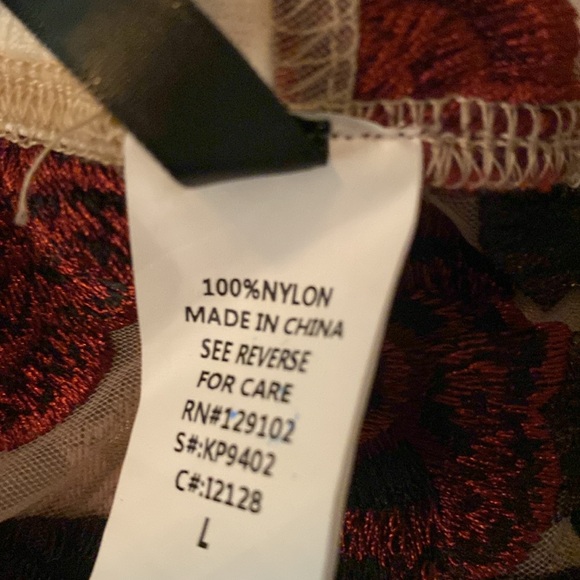 100%NYLON
MADE IN CHINA
SEE REVERSE
FOR CARE
RN#129102
S#:KP9402
C#:I2128
L